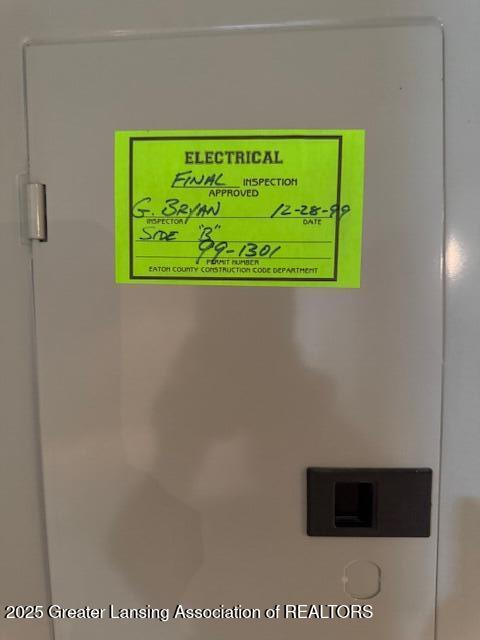 ELECTRICAL
FINAL INSPECTION
APPROVED
G. BRYAN 12-28-99
INSPECTOR DATE
SIDE "B"
99-1301
PERMIT NUMBER
EATON COUNTY CONSTRUCTION CODE DEPARTMENT
2025 Greater Lansing Association of REALTORS